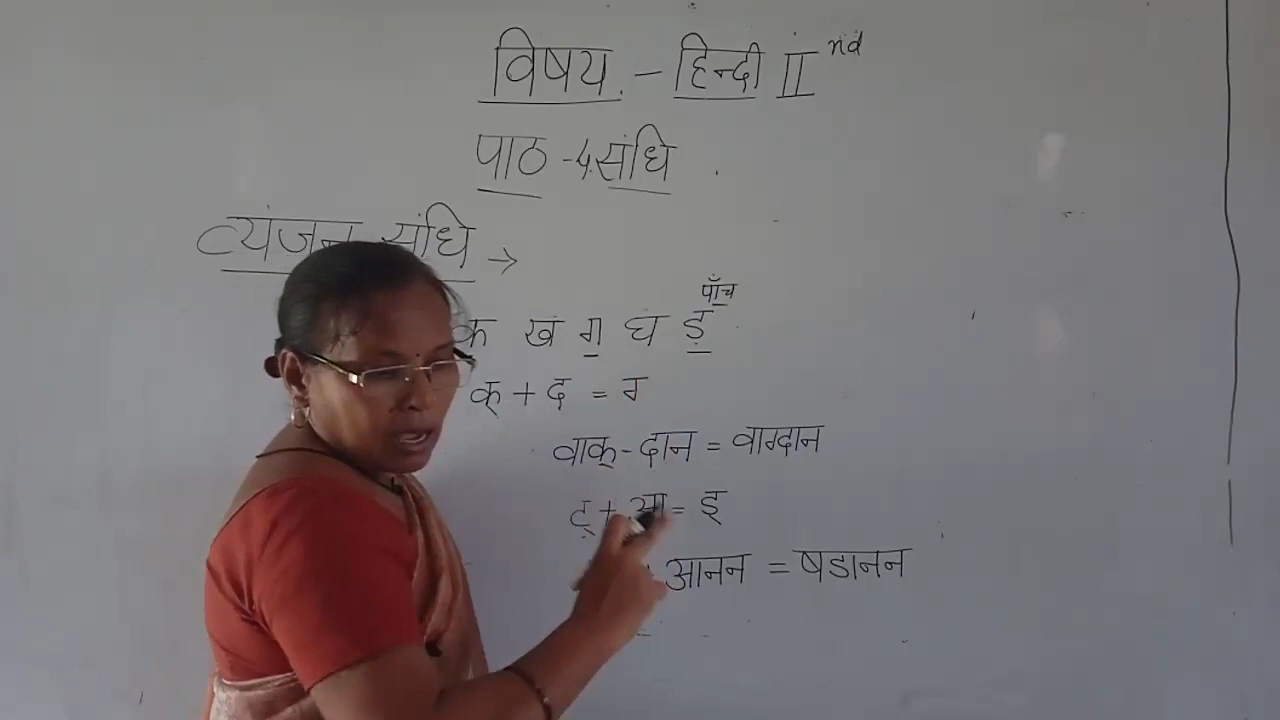 विषय - हिन्दी II nd
पाठ - 4. संधि
व्यंजन संधि →
पाँच
क ख ग घ ङ
क् + द = ग
वाक् - दान = वाग्दान
ट् + आ = ड्
आनन = षडानन